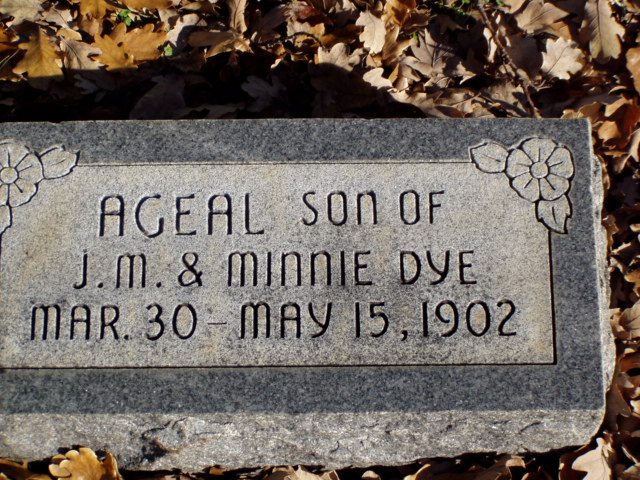 AGEAL SON OF
J.M. & MINNIE DYE
MAR. 30 – MAY 15, 1902